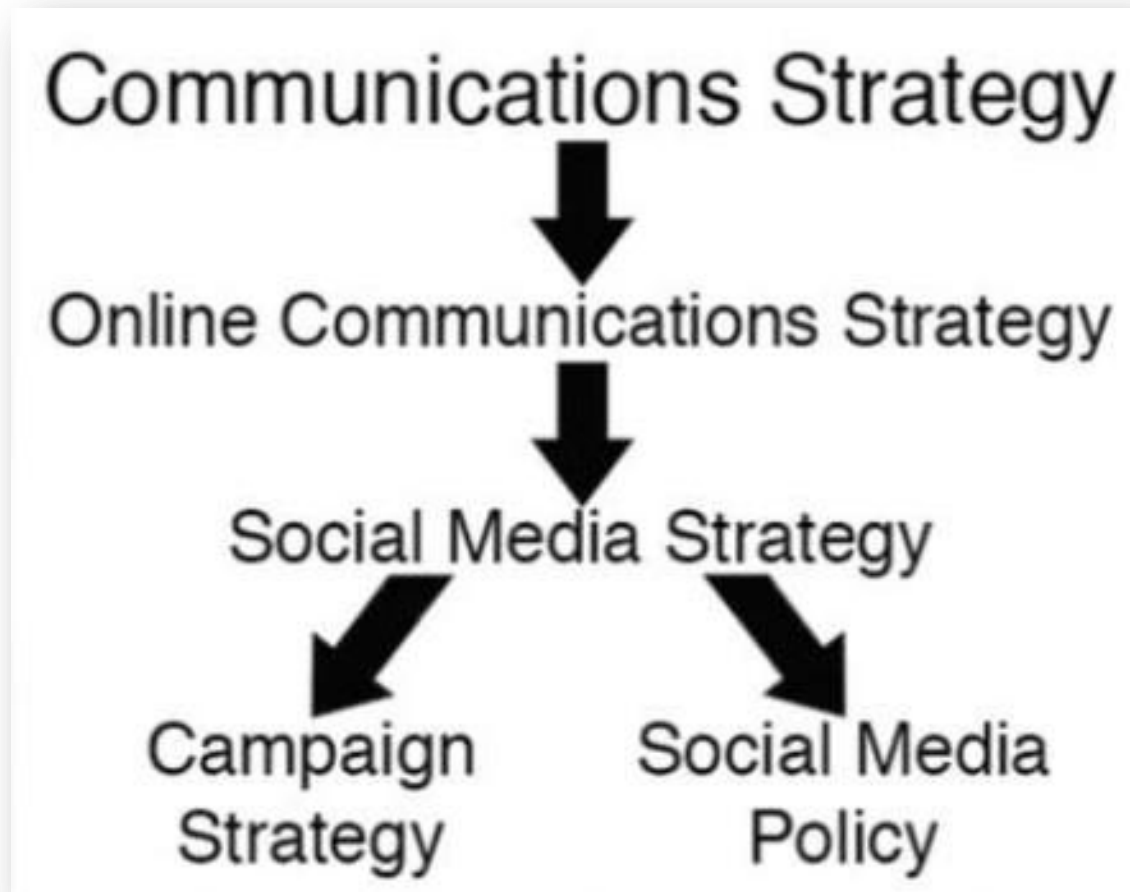 Communications Strategy
Online Communications Strategy
Social Media Strategy
Campaign Social Media
Strategy Policy